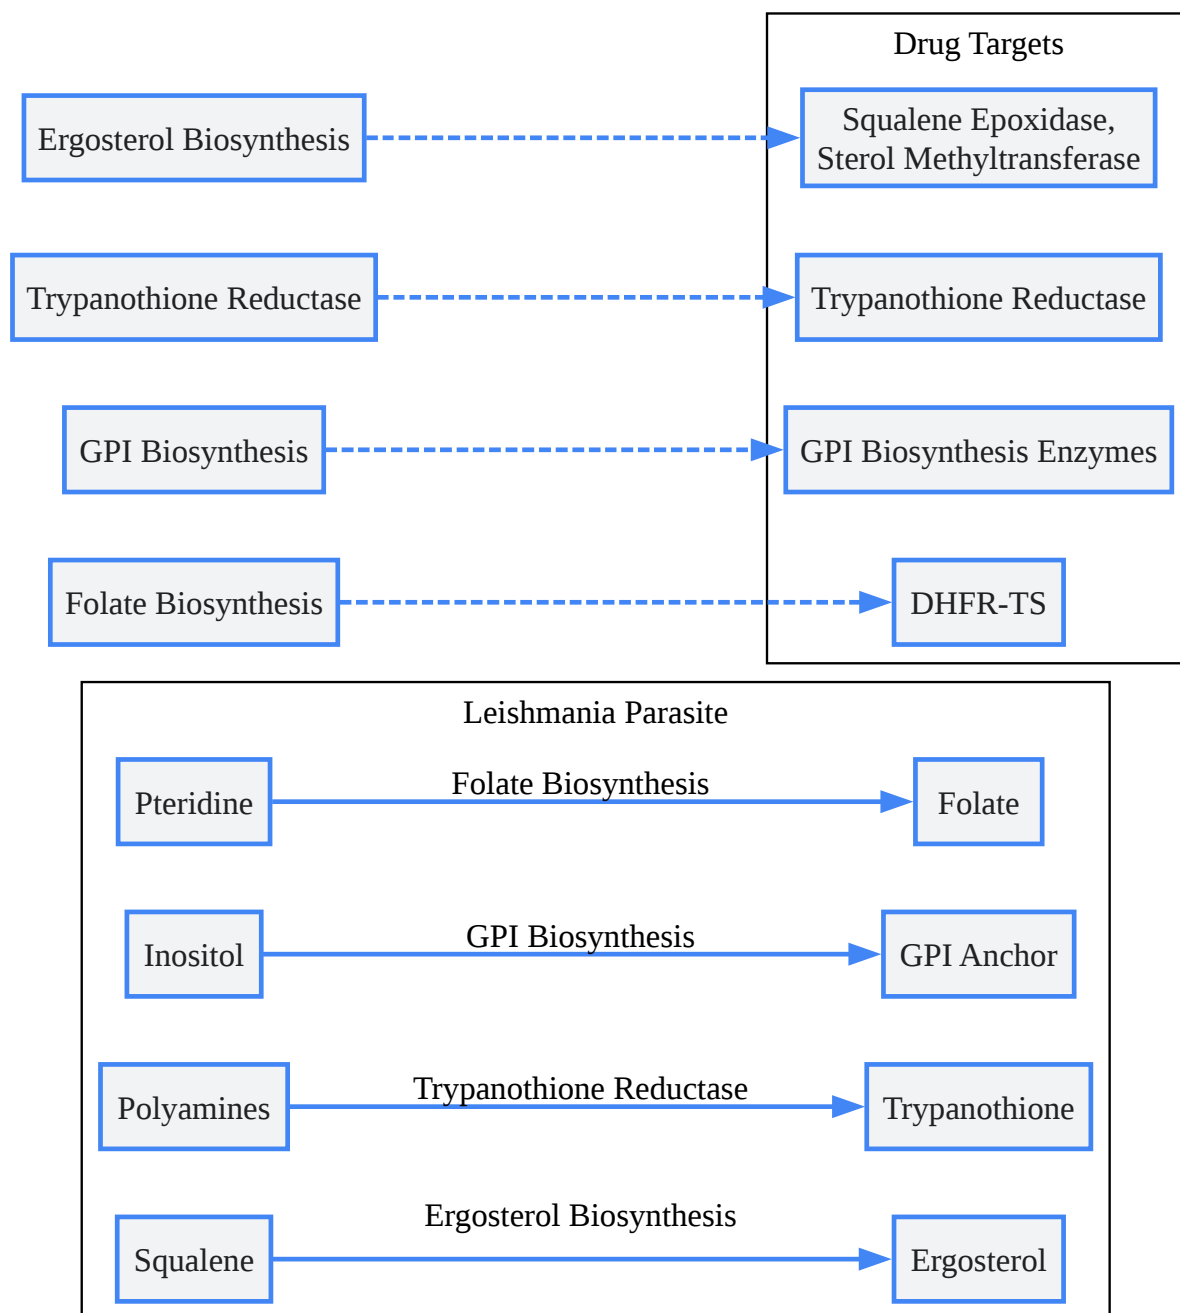 Drug Targets
Ergosterol Biosynthesis
Squalene Epoxidase,
Sterol Methyltransferase
Trypanothione Reductase
Trypanothione Reductase
GPI Biosynthesis
GPI Biosynthesis Enzymes
Folate Biosynthesis
DHFR-TS
Leishmania Parasite
Pteridine
Folate Biosynthesis
Folate
Inositol
GPI Biosynthesis
GPI Anchor
Polyamines
Trypanothione Reductase
Trypanothione
Squalene
Ergosterol Biosynthesis
Ergosterol